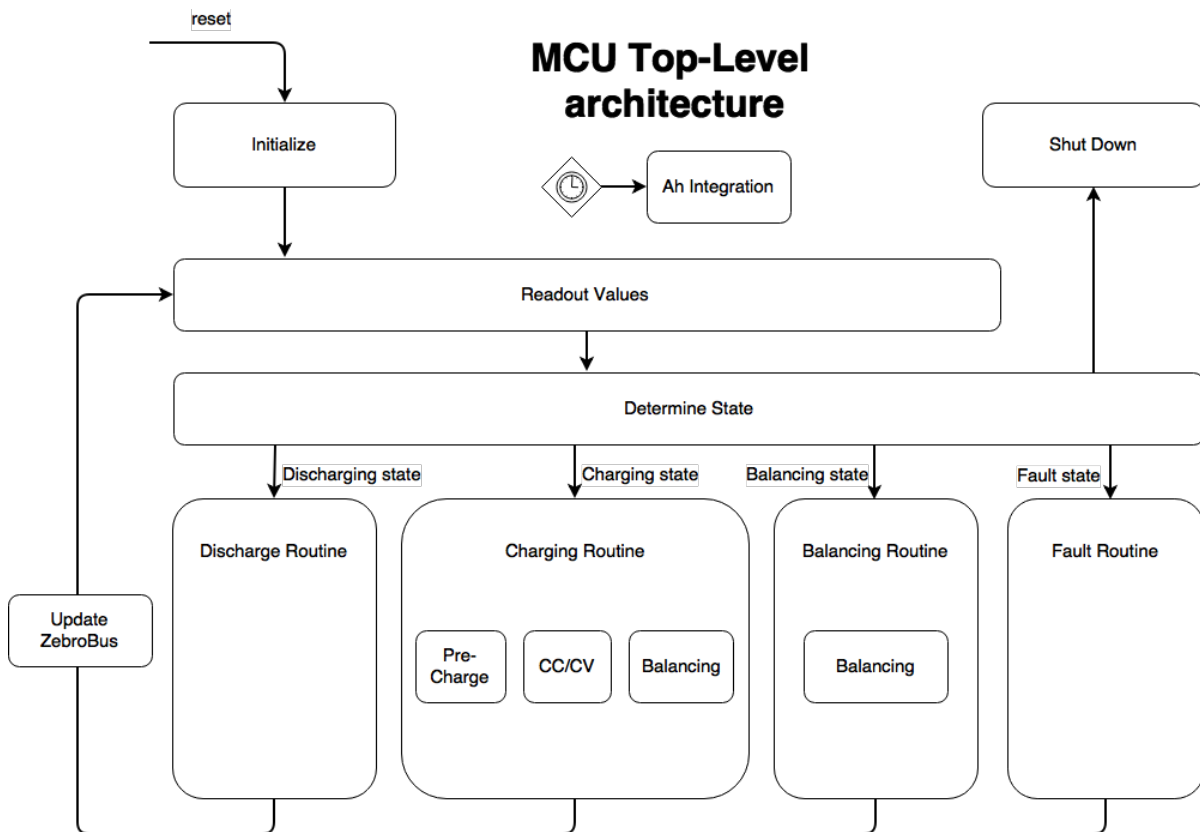 reset
MCU Top-Level
architecture
Initialize
Shut Down
Ah Integration
Readout Values
Determine State
Discharging state
Charging state
Balancing state
Fault state
Discharge Routine
Charging Routine
Balancing Routine
Fault Routine
Update
ZebroBus
Pre-
Charge
CC/CV
Balancing
Balancing